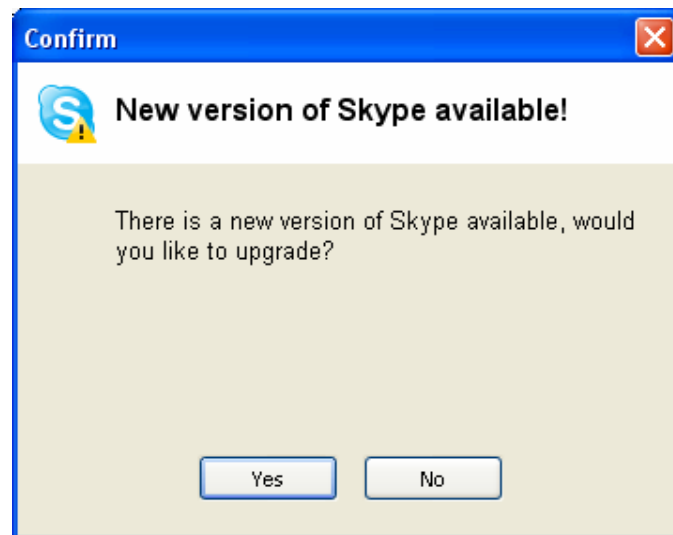 Confirm
New version of Skype available!
There is a new version of Skype available, would
you like to upgrade?
Yes
No